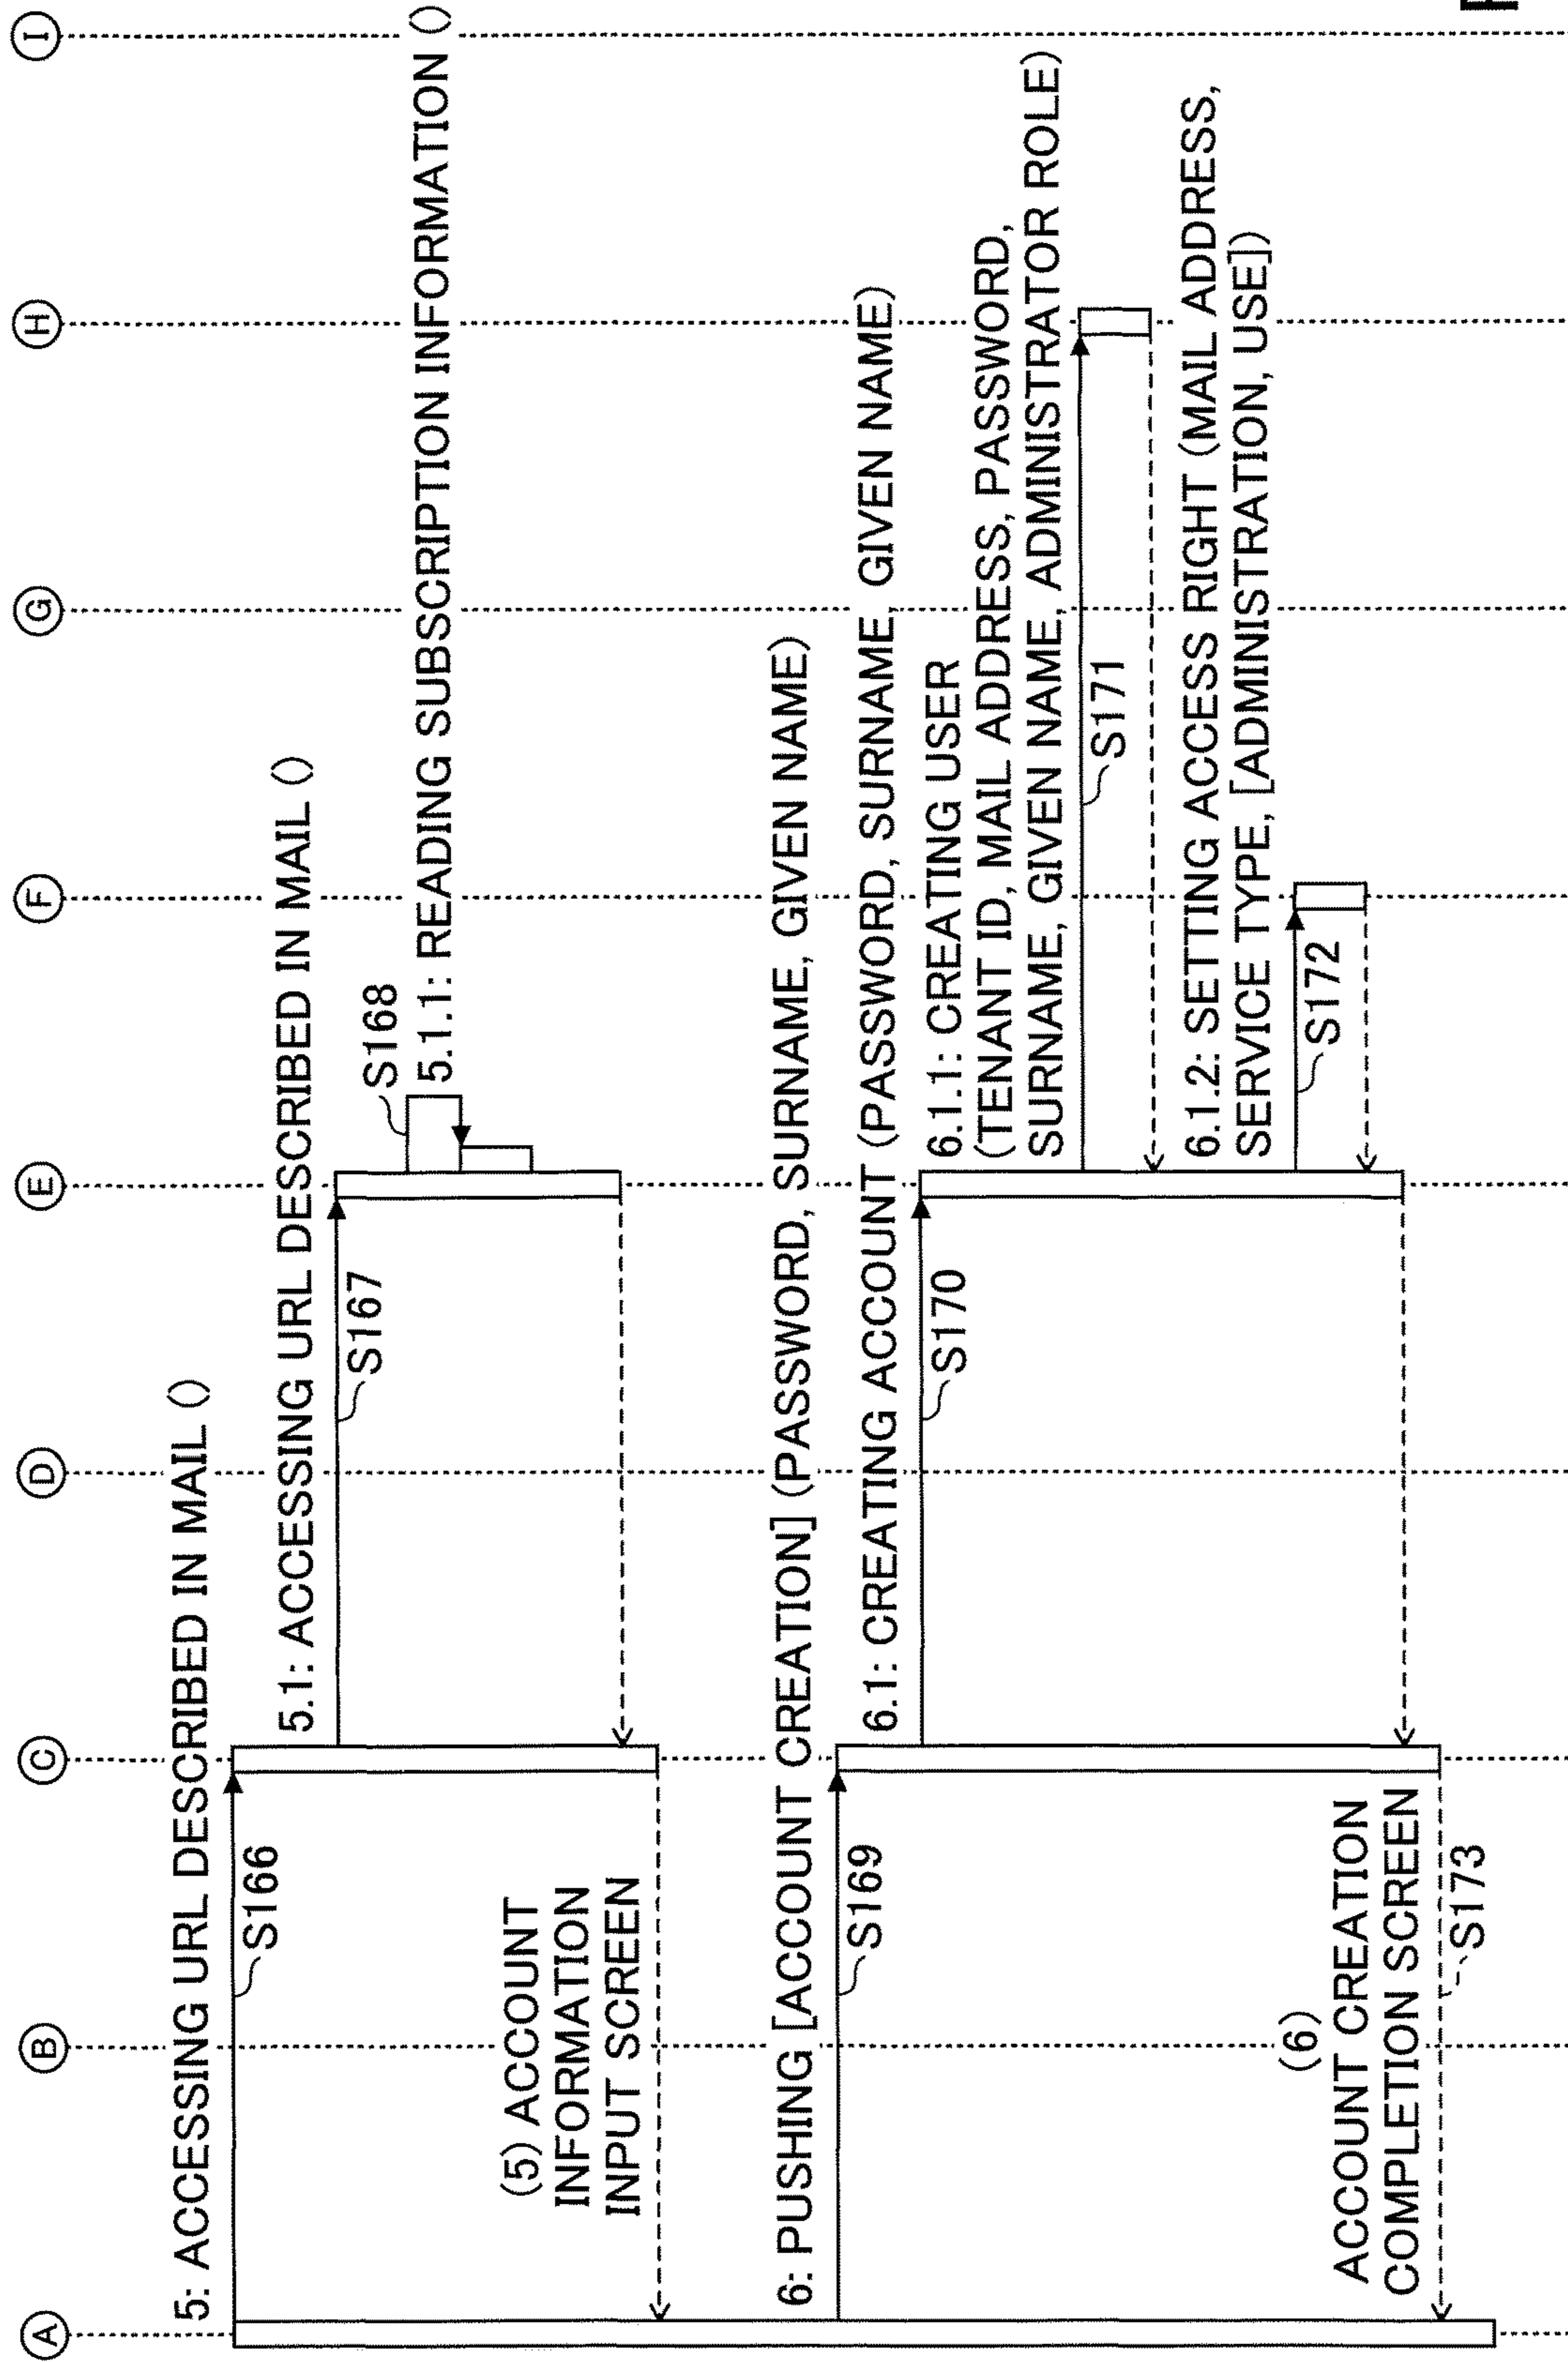 A
B
C
D
E
F
G
H
I
5: ACCESSING URL DESCRIBED IN MAIL ()
S166
5.1: ACCESSING URL DESCRIBED IN MAIL ()
S167
S168
5.1.1: READING SUBSCRIPTION INFORMATION ()
(5) ACCOUNT
INFORMATION
INPUT SCREEN
6: PUSHING [ACCOUNT CREATION] (PASSWORD, SURNAME, GIVEN NAME)
S169
6.1: CREATING ACCOUNT (PASSWORD, SURNAME, GIVEN NAME)
S170
6.1.1: CREATING USER
(TENANT ID, MAIL ADDRESS, PASSWORD,
SURNAME, GIVEN NAME, ADMINISTRATOR ROLE)
S171
6.1.2: SETTING ACCESS RIGHT (MAIL ADDRESS,
SERVICE TYPE, [ADMINISTRATION, USE])
S172
(6)
ACCOUNT CREATION
COMPLETION SCREEN
S173